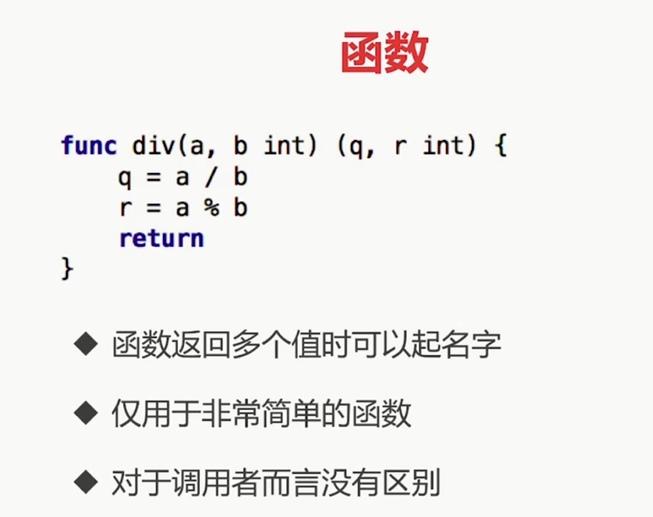 函数
func div(a, b int) (q, r int) {
    q = a / b
    r = a % b
    return
}
◆ 函数返回多个值时可以起名字
◆ 仅用于非常简单的函数
◆ 对于调用者而言没有区别